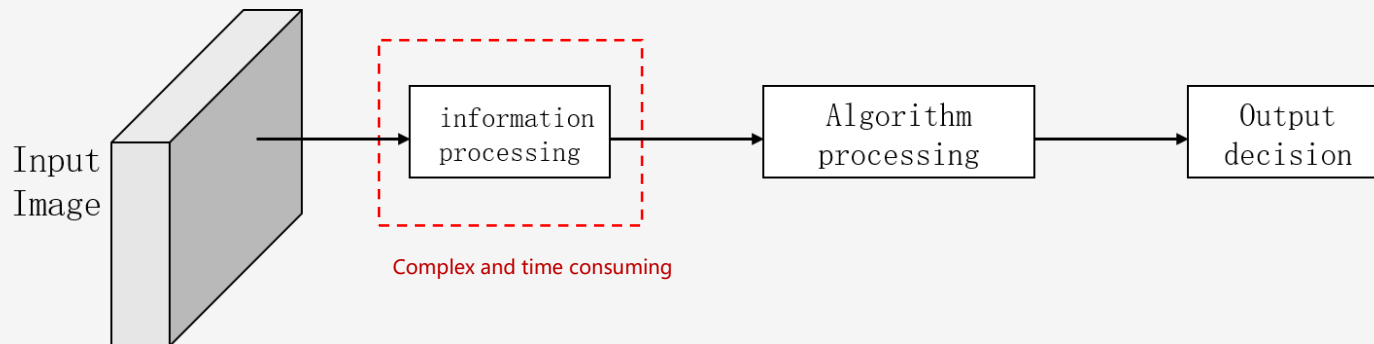 Input
Image
information
processing
Complex and time consuming
Algorithm
processing
Output
decision